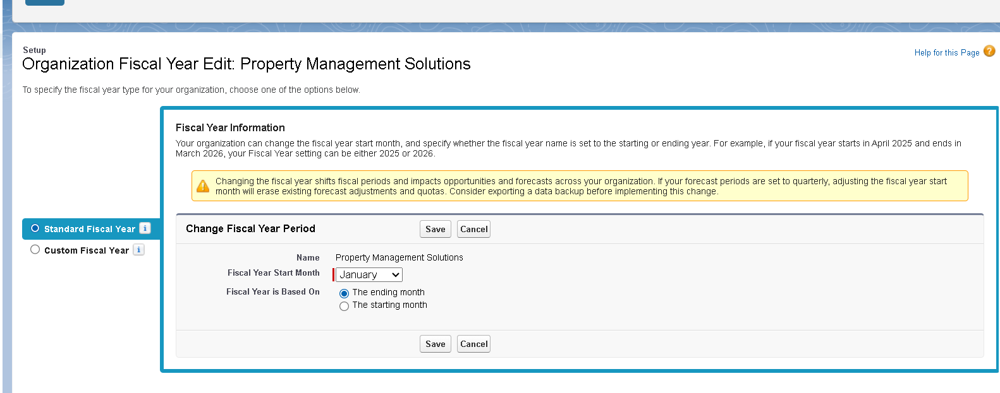 Setup
Organization Fiscal Year Edit: Property Management Solutions
Help for this Page
To specify the fiscal year type for your organization, choose one of the options below.
Standard Fiscal Year
Custom Fiscal Year
Fiscal Year Information
Your organization can change the fiscal year start month, and specify whether the fiscal year name is set to the starting or ending year. For example, if your fiscal year starts in April 2025 and ends in
March 2026, your Fiscal Year setting can be either 2025 or 2026.
Changing the fiscal year shifts fiscal periods and impacts opportunities and forecasts across your organization. If your forecast periods are set to quarterly, adjusting the fiscal year start
month will erase existing forecast adjustments and quotas. Consider exporting a data backup before implementing this change.
Change Fiscal Year Period Save Cancel
Name Property Management Solutions
Fiscal Year Start Month January
Fiscal Year is Based On The ending month
The starting month
Save Cancel